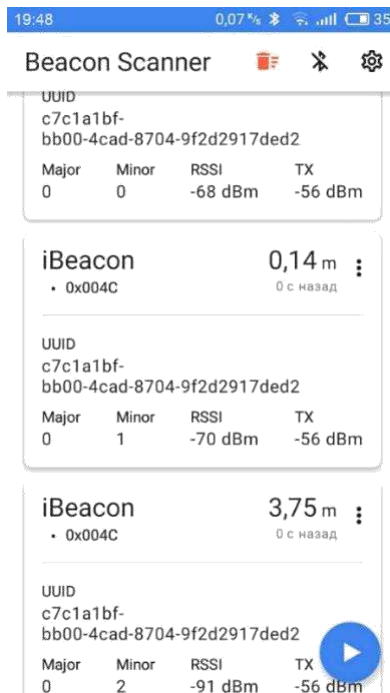 19:48 0,07 K/s 35
Beacon Scanner
UUID
c7c1a1bf-
bb00-4cad-8704-9f2d2917ded2
Major Minor RSSI TX
0 0 -68 dBm -56 dBm
iBeacon 0,14 m
• 0x004C 0 с назад
UUID
c7c1a1bf-
bb00-4cad-8704-9f2d2917ded2
Major Minor RSSI TX
0 1 -70 dBm -56 dBm
iBeacon 3,75 m
• 0x004C 0 с назад
UUID
c7c1a1bf-
bb00-4cad-8704-9f2d2917ded2
Major Minor RSSI TX
0 2 -91 dBm -56 dBm